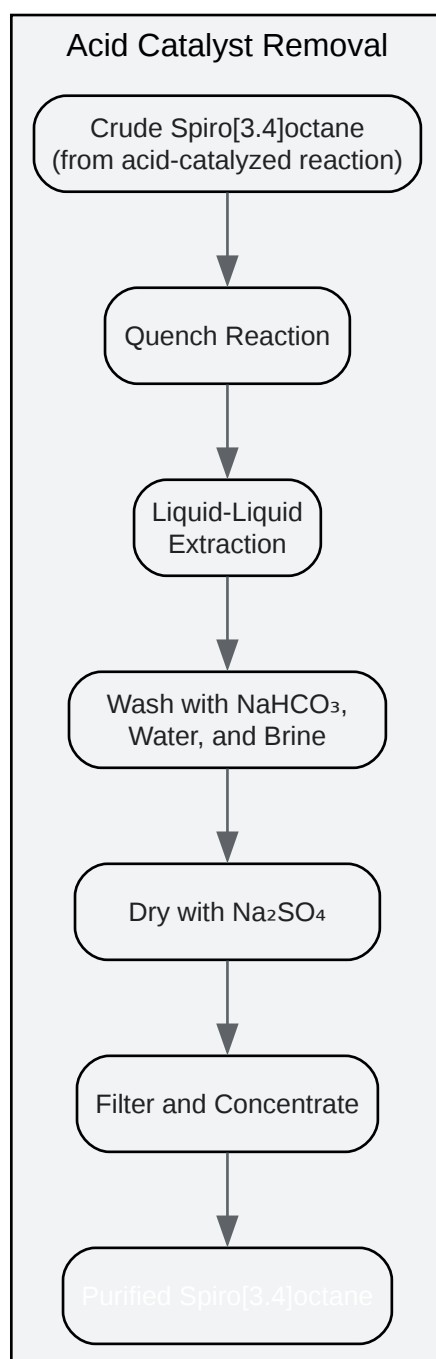 Acid Catalyst Removal
Crude Spiro[3.4]octane
(from acid-catalyzed reaction)
Quench Reaction
Liquid-Liquid
Extraction
Wash with NaHCO₃,
Water, and Brine
Dry with Na₂SO₄
Filter and Concentrate
Purified Spiro[3.4]octane